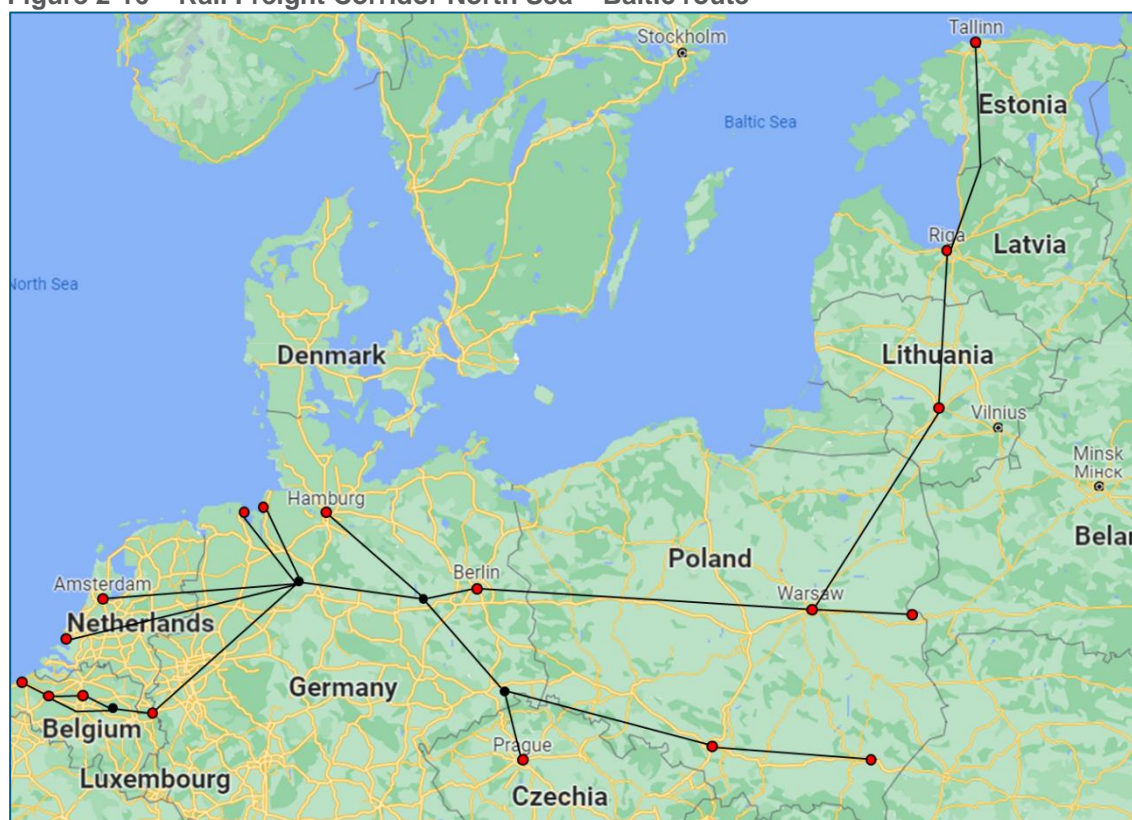 Figure 2-10 – Rail Freight Corridor North Sea – Baltic route
Tallinn
Stockholm
Estonia
Baltic Sea
Riga
Latvia
North Sea
Denmark
Lithuania
Vilnius
Minsk
Мінск
Hamburg
Belar
Poland
Berlin
Amsterdam
Warsaw
Netherlands
Germany
Belgium
Prague
Luxembourg
Czechia